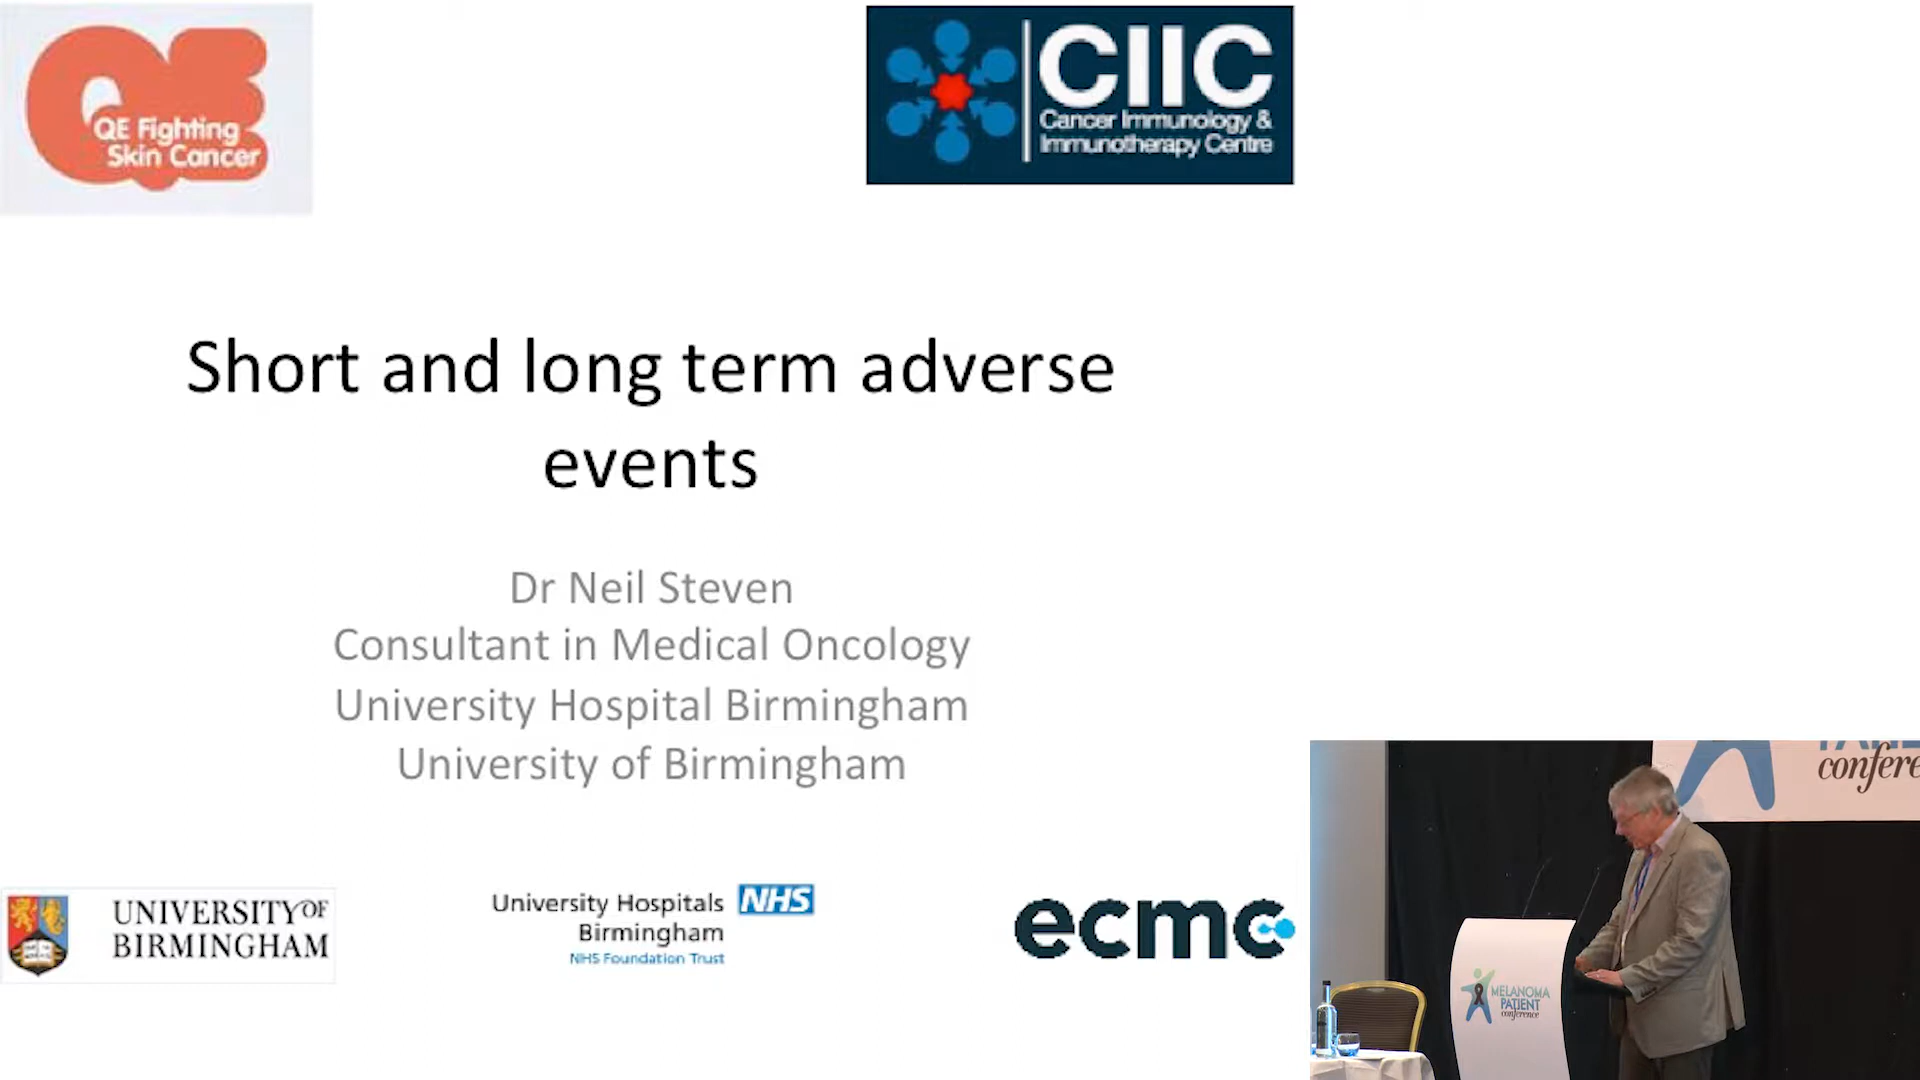 QE Fighting
Skin Cancer
CIIC
Cancer Immunology &
Immunotherapy Centre
Short and long term adverse
events
Dr Neil Steven
Consultant in Medical Oncology
University Hospital Birmingham
University of Birmingham
UNIVERSITY OF
BIRMINGHAM
University Hospitals
Birmingham
NHS Foundation Trust
NHS
ecmc
MELANOMA
PATIENT
conference